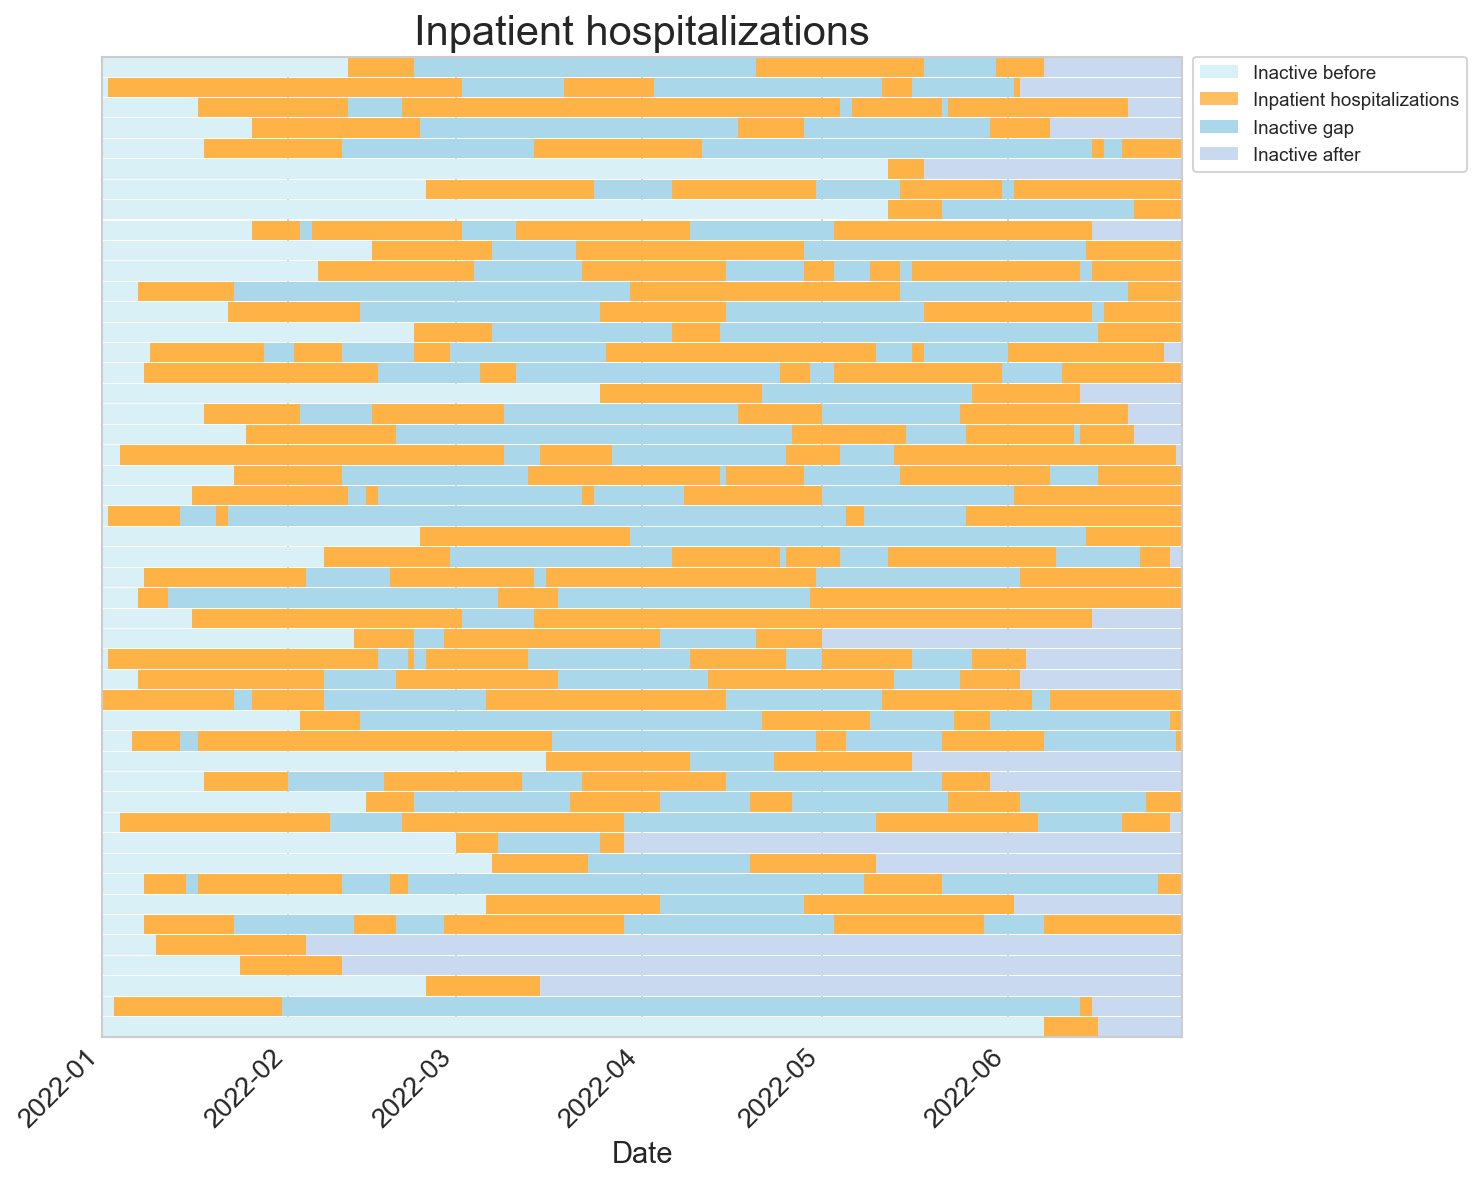 Inpatient hospitalizations
Inactive before
Inpatient hospitalizations
Inactive gap
Inactive after
2022-01
2022-02
2022-03
2022-04
2022-05
2022-06
Date